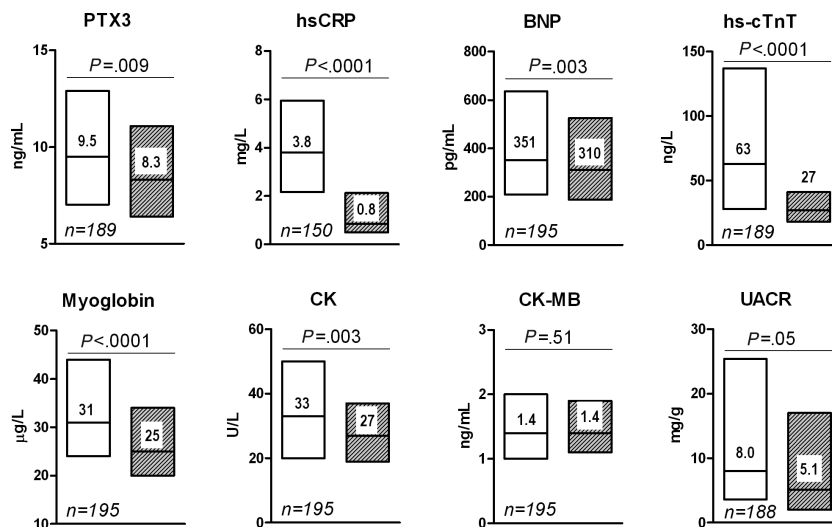 PTX3
15
P=.009
ng/mL
10
9.5
8.3
5
n=189
hsCRP
8
P<.0001
mg/L
6
4
3.8
2
0.8
0
n=150
BNP
800
P=.003
pg/mL
600
400
351
310
200
0
n=195
hs-cTnT
150
P<.0001
ng/L
100
63
50
27
0
n=189
Myoglobin
50
P<.0001
µg/L
40
30
31
25
20
10
n=195
CK
60
P=.003
U/L
40
33
27
20
0
n=195
CK-MB
3
P=.51
ng/mL
2
1.4
1.4
1
0
n=195
UACR
30
P=.05
mg/g
20
10
8.0
5.1
0
n=188